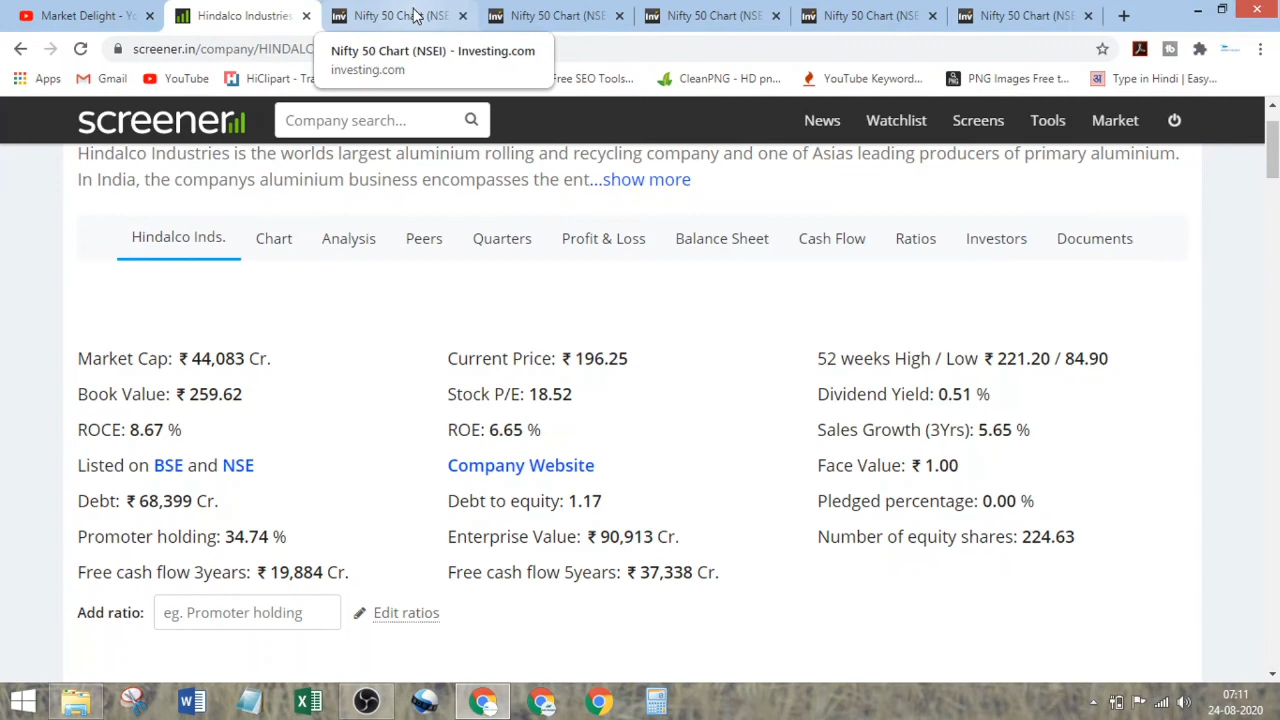 Market Delight - Yo
Hindalco Industries
Nifty 50 Chart (NSE
Nifty 50 Chart (NSE
Nifty 50 Chart (NSE
Nifty 50 Chart (NSE
Nifty 50 Chart (NSE
screener.in/company/HINDALC
Nifty 50 Chart (NSEI) - Investing.com
investing.com
Apps
Gmail
YouTube
HiClipart - Tra
Free SEO Tools...
CleanPNG - HD pn...
YouTube Keyword...
PNG Images Free t...
Type in Hindi | Easy...
screener
Company search...
News
Watchlist
Screens
Tools
Market
Hindalco Industries is the worlds largest aluminium rolling and recycling company and one of Asias leading producers of primary aluminium.
In India, the companys aluminium business encompasses the ent...show more
Hindalco Inds.
Chart
Analysis
Peers
Quarters
Profit & Loss
Balance Sheet
Cash Flow
Ratios
Investors
Documents
Market Cap: ₹ 44,083 Cr.
Current Price: ₹ 196.25
52 weeks High / Low ₹ 221.20 / 84.90
Book Value: ₹ 259.62
Stock P/E: 18.52
Dividend Yield: 0.51 %
ROCE: 8.67 %
ROE: 6.65 %
Sales Growth (3Yrs): 5.65 %
Listed on BSE and NSE
Company Website
Face Value: ₹ 1.00
Debt: ₹ 68,399 Cr.
Debt to equity: 1.17
Pledged percentage: 0.00 %
Promoter holding: 34.74 %
Enterprise Value: ₹ 90,913 Cr.
Number of equity shares: 224.63
Free cash flow 3years: ₹ 19,884 Cr.
Free cash flow 5years: ₹ 37,338 Cr.
Add ratio:
eg. Promoter holding
Edit ratios
07:11
24-08-2020